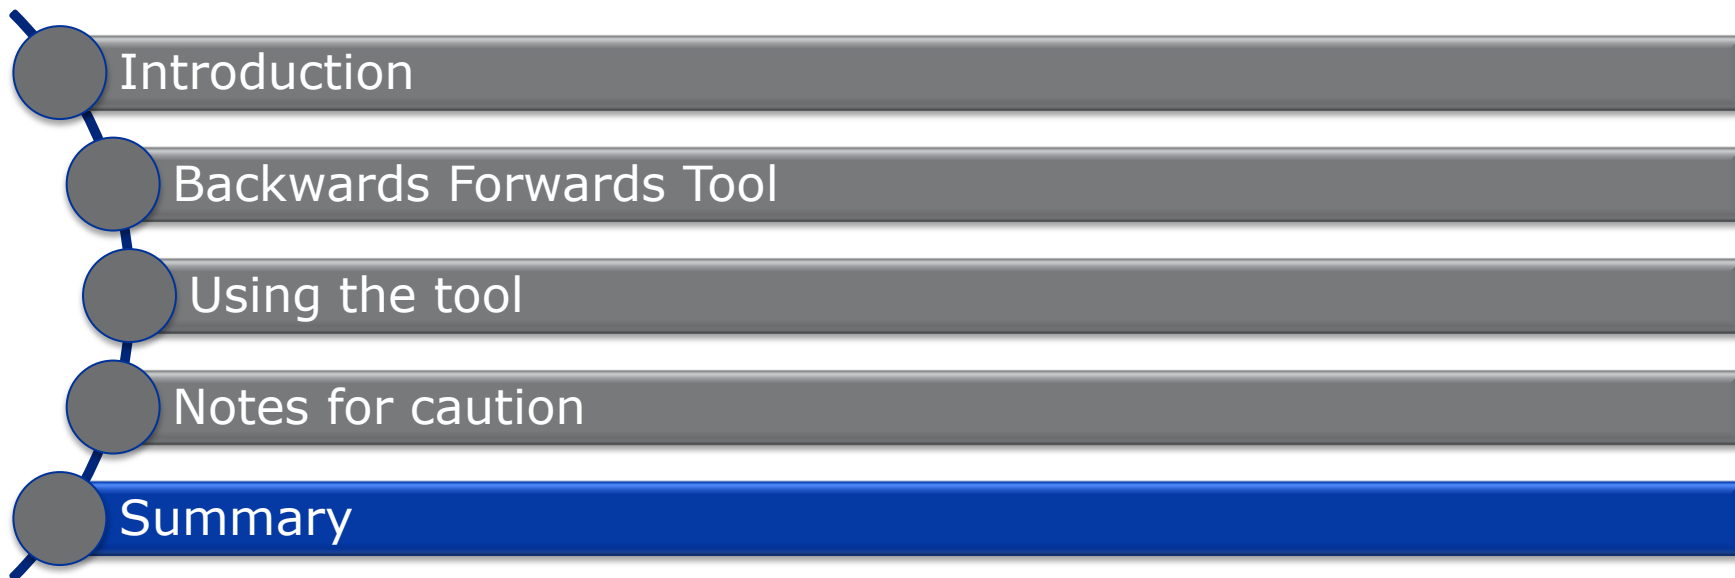 Introduction
Backwards Forwards Tool
Using the tool
Notes for caution
Summary